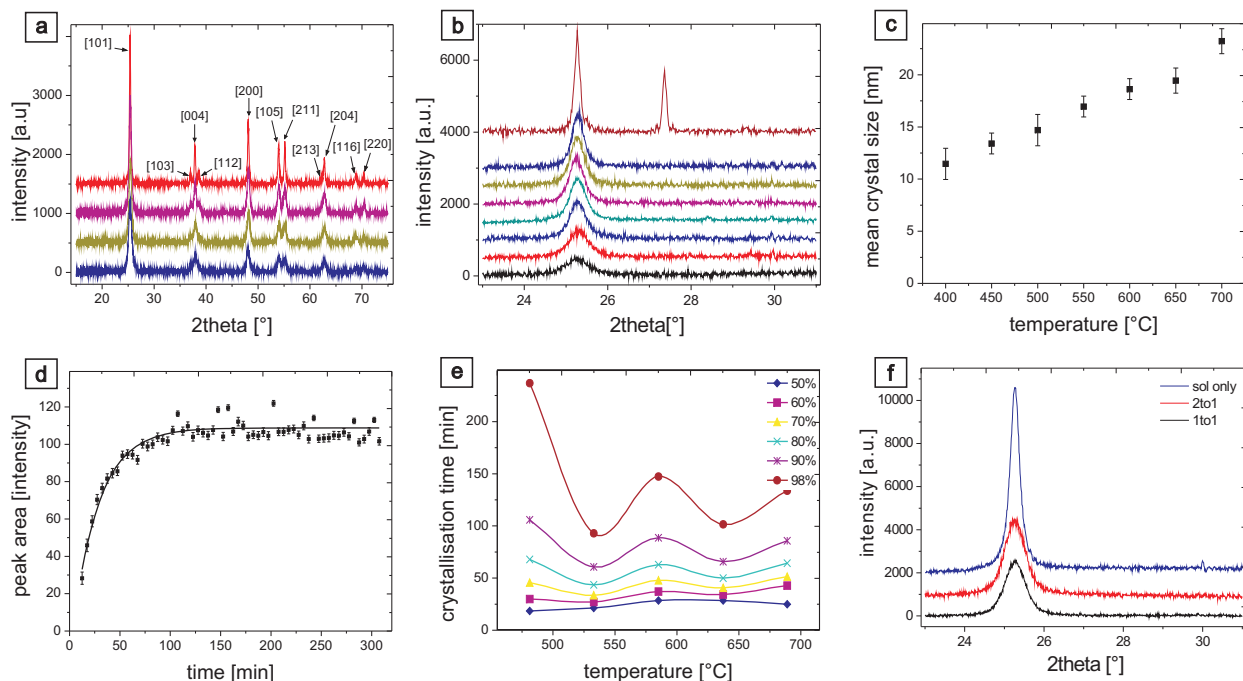 a
[101]
[004]
[200]
[105]
[211]
[204]
[103]
[112]
[213]
[116]
[220]
3000
2000
1000
0
intensity [a.u]
20 30 40 50 60 70
2theta [°]
b
6000
4000
2000
0
intensity [a.u.]
24 26 28 30
2theta[°]
c
20
15
10
5
0
mean crystal size [nm]
400 450 500 550 600 650 700
temperature [°C]
d
120
100
80
60
40
20
0
peak area [intensity]
0 50 100 150 200 250 300
time [min]
e
50%
60%
70%
80%
90%
98%
200
150
100
50
0
crystallisation time [min]
500 550 600 650 700
temperature [°C]
f
sol only
2to1
1to1
10000
8000
6000
4000
2000
0
intensity [a.u.]
24 26 28 30
2theta [°]